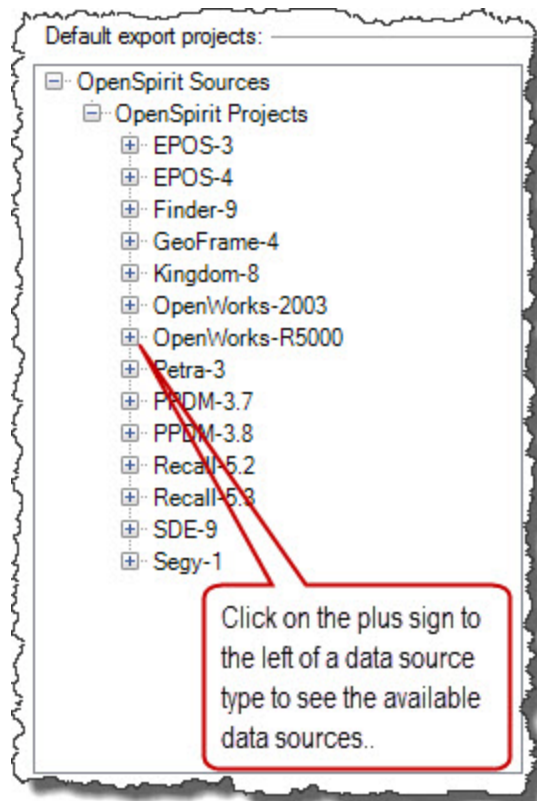 Default export projects:
OpenSpirit Sources
OpenSpirit Projects
EPOS-3
EPOS-4
Finder-9
GeoFrame-4
Kingdom-8
OpenWorks-2003
OpenWorks-R5000
Petra-3
PPDM-3.7
PPDM-3.8
Recall-5.2
Recall-5.3
SDE-9
Segy-1
Click on the plus sign to
the left of a data source
type to see the available
data sources..